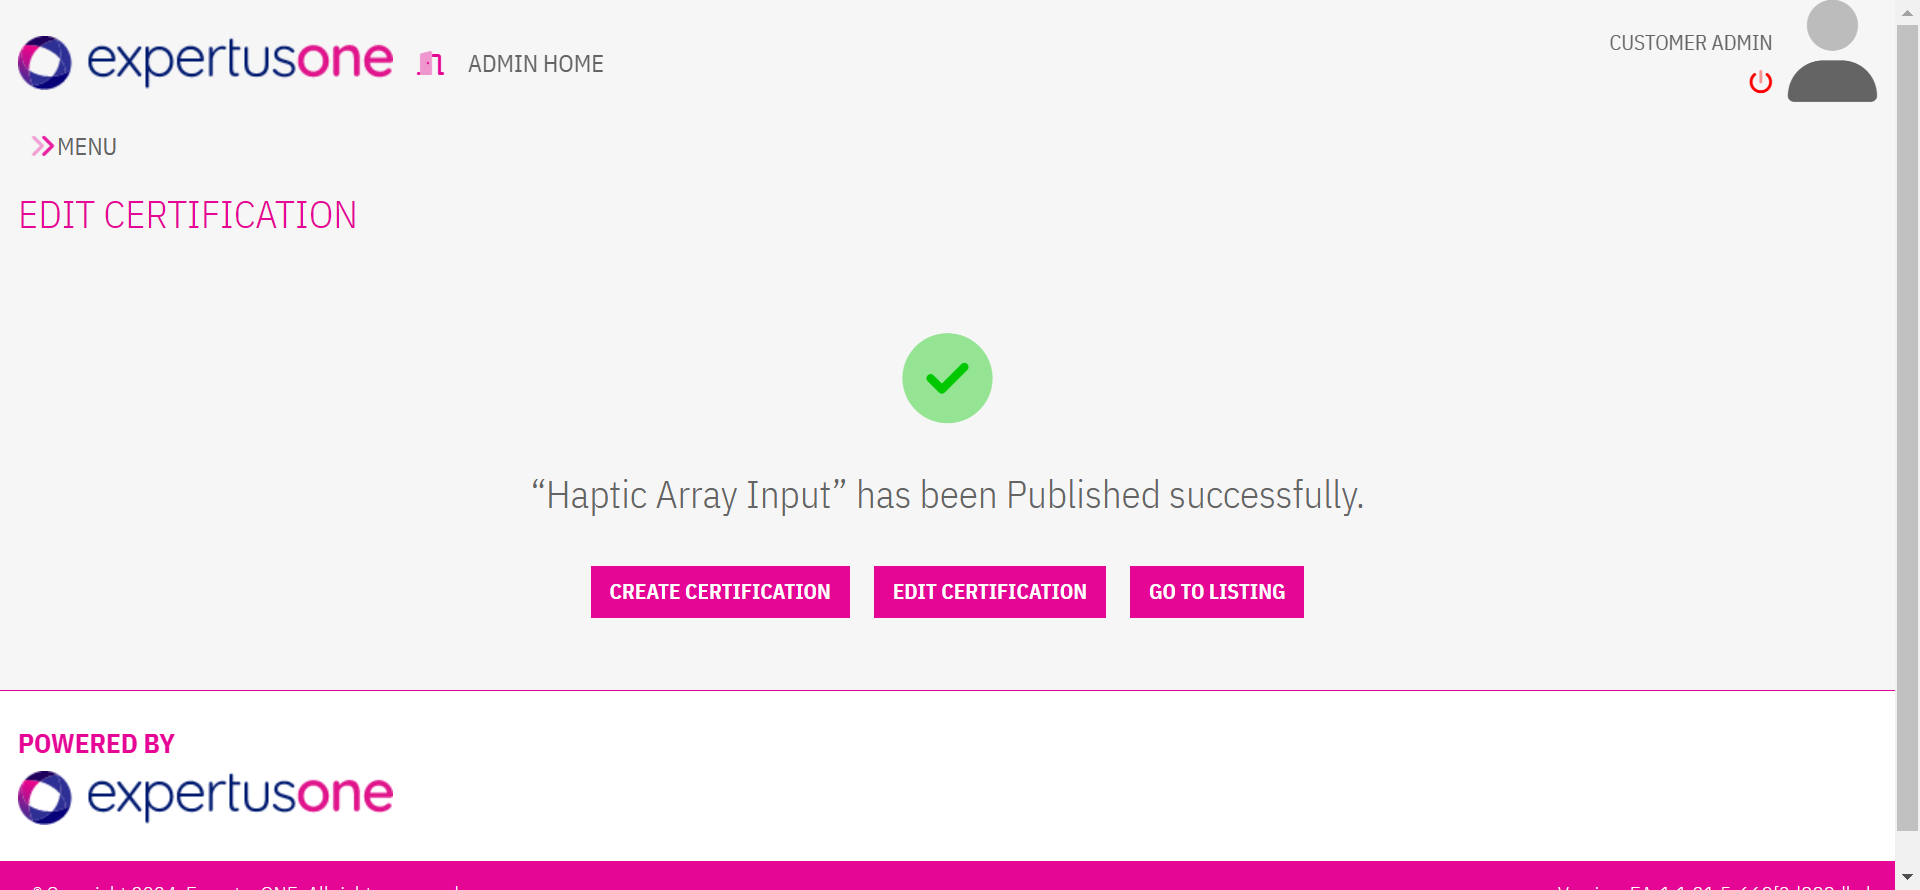 expertusone
ADMIN HOME
CUSTOMER ADMIN
MENU
EDIT CERTIFICATION
“Haptic Array Input” has been Published successfully.
CREATE CERTIFICATION
EDIT CERTIFICATION
GO TO LISTING
POWERED BY
expertusone